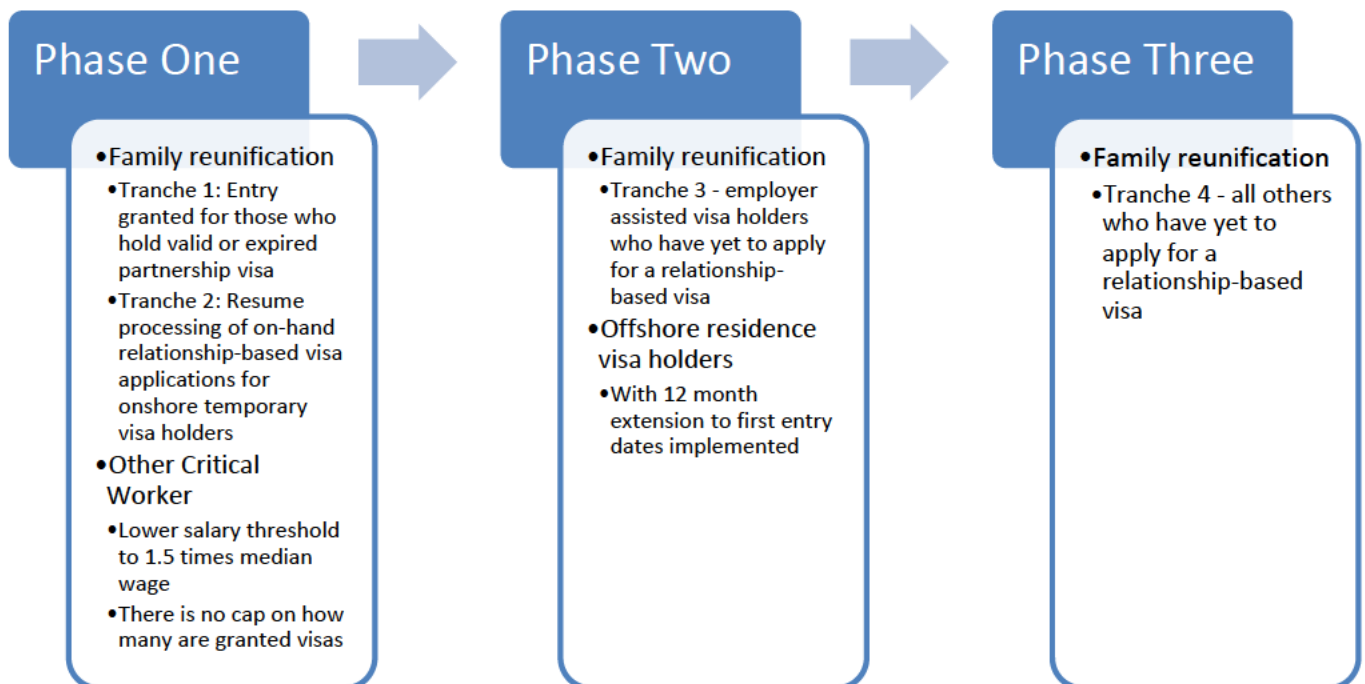 Phase One
•Family reunification
•Tranche 1: Entry
granted for those who
hold valid or expired
partnership visa
•Tranche 2: Resume
processing of on-hand
relationship-based visa
applications for
onshore temporary
visa holders
•Other Critical
Worker
•Lower salary threshold
to 1.5 times median
wage
•There is no cap on how
many are granted visas
Phase Two
•Family reunification
•Tranche 3 - employer
assisted visa holders
who have yet to apply
for a relationship-
based visa
•Offshore residence
visa holders
•With 12 month
extension to first entry
dates implemented
Phase Three
•Family reunification
•Tranche 4 - all others
who have yet to
apply for a
relationship-based
visa